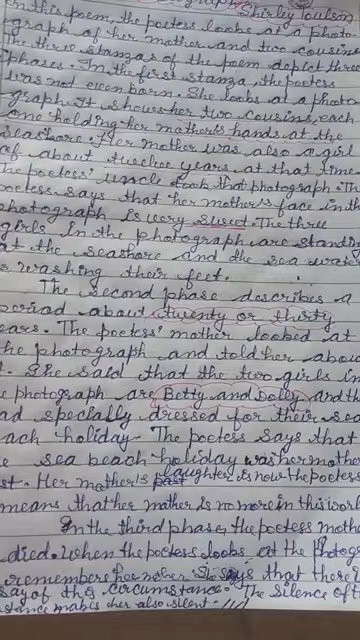 Photograph Shirley Toulson
In this poem, the poetess looks at a photo-
graph of her mother and two cousins
The three stanzas of the poem depict three
phases. In the first stanza, the poetess
was not even born. She looks at a photo
graph. It shows her two cousins, each
one holding her mother's hands at the
seashore. Her mother was also a girl
of about twelve years, at that time
The poetess' uncle took that photograph. The
poetess says that her mother's face in the
photograph is very sweet. The three
girls in the photograph are standing
at the seashore and the sea water
is washing their feet.
The second phase describes a
period about twenty or thirty
years. The poetess' mother looked at
the photograph and told her about
it. She said that the two girls in
the photograph are Betty and Dolly and the
had specially dressed for their sea
beach holiday. The poetess says that
the sea beach holiday was her mother
past. Her mother's laughter is now the poetess
means that her mother is no more in this world
In the third phase, the poetess mother
died. When the poetess looks at the photog
remembers her mother. She says that there
say of this circumstance. The silence of t
stance makes her also silent.